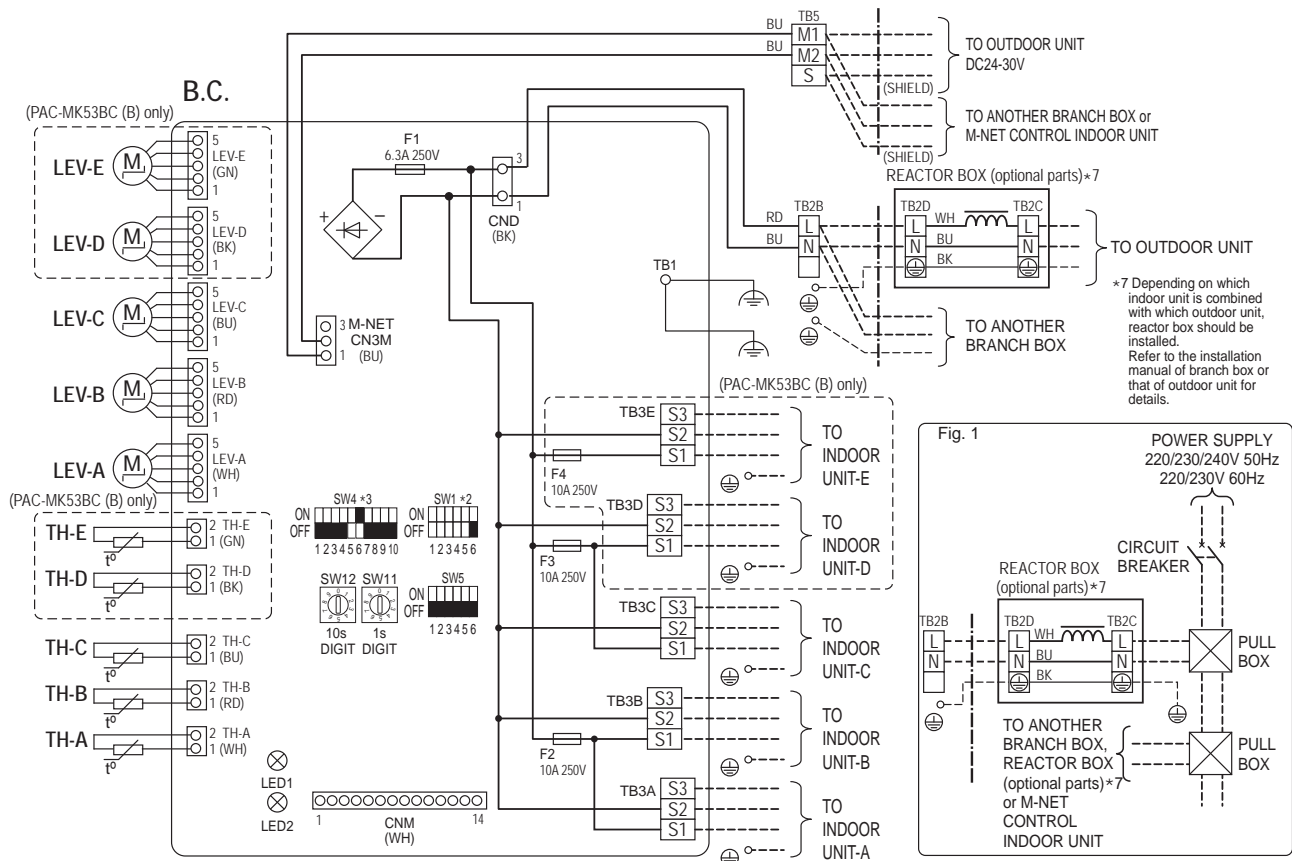 B.C.
(PAC-MK53BC (B) only)
LEV-E
M
5
LEV-E
(GN)
1
LEV-D
M
5
LEV-D
(BK)
1
LEV-C
M
5
LEV-C
(BU)
1
LEV-B
M
5
LEV-B
(RD)
1
LEV-A
M
5
LEV-A
(WH)
1
(PAC-MK53BC (B) only)
TH-E
t°
2 TH-E
1 (GN)
TH-D
t°
2 TH-D
1 (BK)
TH-C
t°
2 TH-C
1 (BU)
TH-B
t°
2 TH-B
1 (RD)
TH-A
t°
2 TH-A
1 (WH)
F1
6.3A 250V
+
−
3
1
CND
(BK)
3 M-NET
CN3M
1 (BU)
SW4 *3
ON
OFF
1 2 3 4 5 6 7 8 9 10
SW1 *2
ON
OFF
1 2 3 4 5 6
SW12
10s
DIGIT
SW11
1s
DIGIT
SW5
ON
OFF
1 2 3 4 5 6
LED1
LED2
1
CNM
(WH)
14
TB1
BU
BU
TB5
M1
M2
S
TO OUTDOOR UNIT
DC24-30V
(SHIELD)
TO ANOTHER BRANCH BOX or
M-NET CONTROL INDOOR UNIT
(SHIELD)
REACTOR BOX (optional parts)*7
RD
BU
TB2B
L
N
TB2D
L
N
WH
BU
BK
TB2C
L
N
TO OUTDOOR UNIT
TO ANOTHER
BRANCH BOX
*7 Depending on which
indoor unit is combined
with which outdoor unit,
reactor box should be
installed.
Refer to the installation
manual of branch box or
that of outdoor unit for
details.
(PAC-MK53BC (B) only)
TB3E
S3
S2
S1
F4
10A 250V
TO
INDOOR
UNIT-E
TB3D
S3
S2
S1
F3
10A 250V
TO
INDOOR
UNIT-D
TB3C
S3
S2
S1
TO
INDOOR
UNIT-C
TB3B
S3
S2
S1
F2
10A 250V
TO
INDOOR
UNIT-B
TB3A
S3
S2
S1
TO
INDOOR
UNIT-A
Fig. 1
POWER SUPPLY
220/230/240V 50Hz
220/230V 60Hz
CIRCUIT
BREAKER
REACTOR BOX
(optional parts)*7
TB2B
L
N
TB2D
L
N
WH
BU
BK
TB2C
L
N
PULL
BOX
TO ANOTHER
BRANCH BOX,
REACTOR BOX
(optional parts)*7
or M-NET
CONTROL
INDOOR UNIT
PULL
BOX